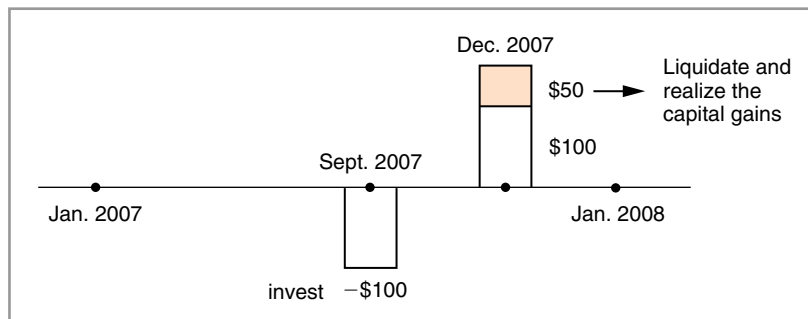 Dec. 2007
$50
Liquidate and
realize the
capital gains
$100
Sept. 2007
Jan. 2007
Jan. 2008
invest −$100